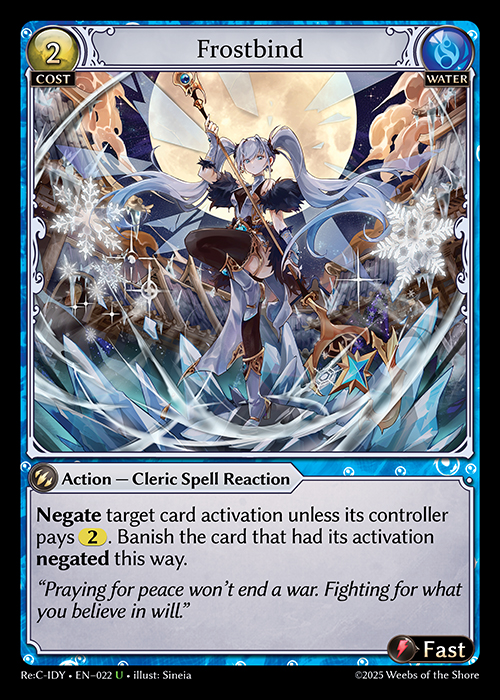 2
COST
Frostbind
WATER
Action — Cleric Spell Reaction
Negate target card activation unless its controller
pays 2. Banish the card that had its activation
negated this way.
“Praying for peace won’t end a war. Fighting for what
you believe in will.”
Fast
Re:C-IDY • EN-022 U • illust: Sineia
©2025 Weebs of the Shore